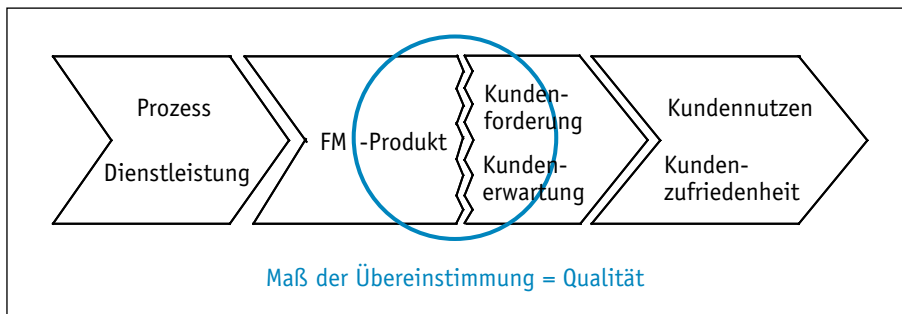 Prozess
Dienstleistung
FM -Produkt
Kunden-
forderung
Kunden-
erwartung
Kundennutzen
Kunden-
zufriedenheit
Maß der Übereinstimmung = Qualität